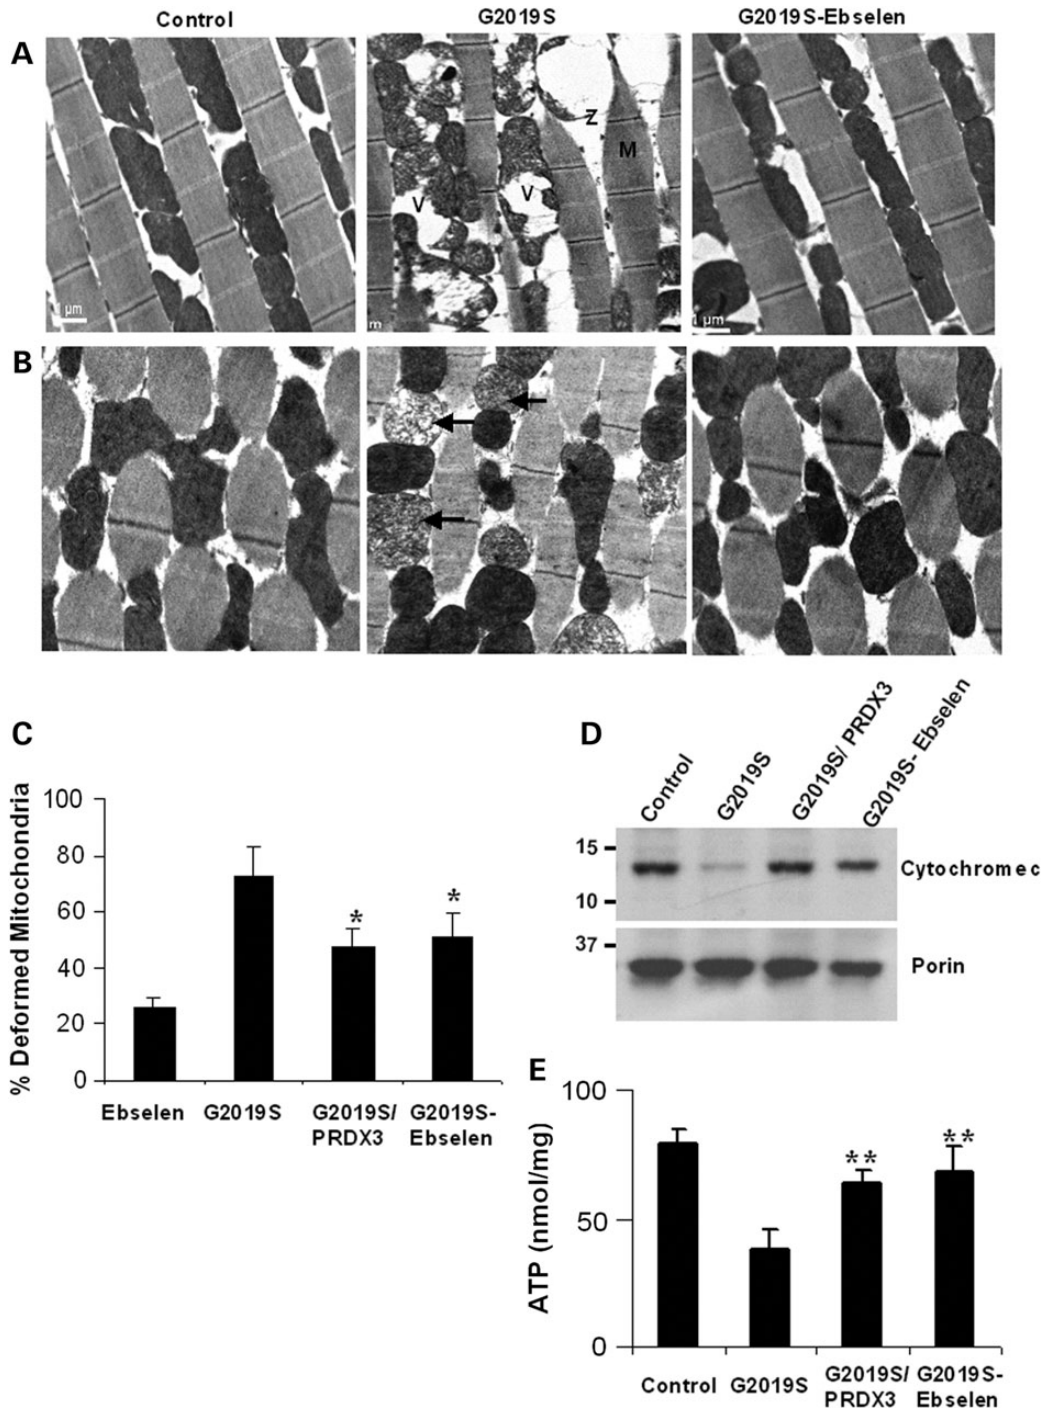 Control
G2019S
G2019S-Ebselen
A
Z
M
V
V
1 µm
m
1 µm
B
C
D
Control
G2019S
G2019S/ PRDX3
G2019S- Ebselen
% Deformed Mitochondria
100
80
60
40
20
0
*
*
Ebselen
G2019S
G2019S/
PRDX3
G2019S-
Ebselen
15
10
Cytochrome c
37
Porin
E
ATP (nmol/mg)
100
50
0
**
**
Control
G2019S
G2019S/
PRDX3
G2019S-
Ebselen